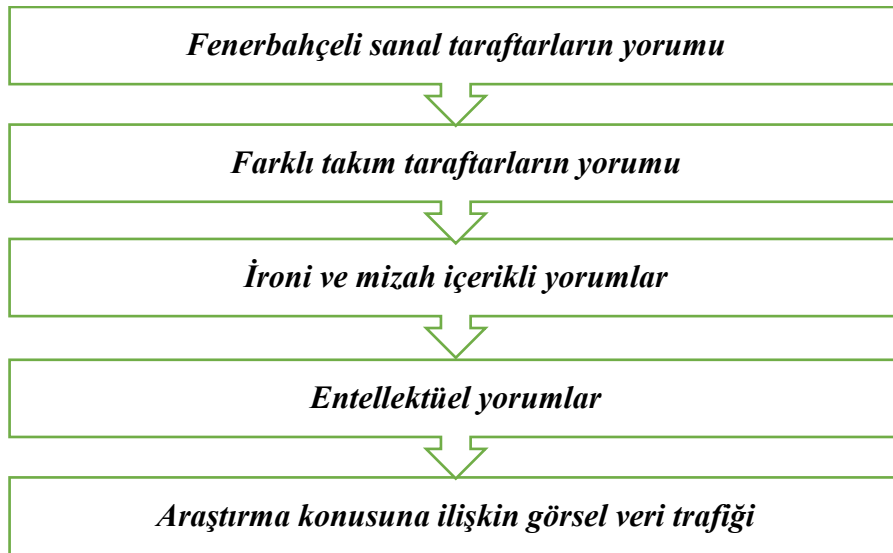 Fenerbahçeli sanal taraftarların yorumu
Farklı takım taraftarların yorumu
İroni ve mizah içerikli yorumlar
Entellektüel yorumlar
Araştırma konusuna ilişkin görsel veri trafiği